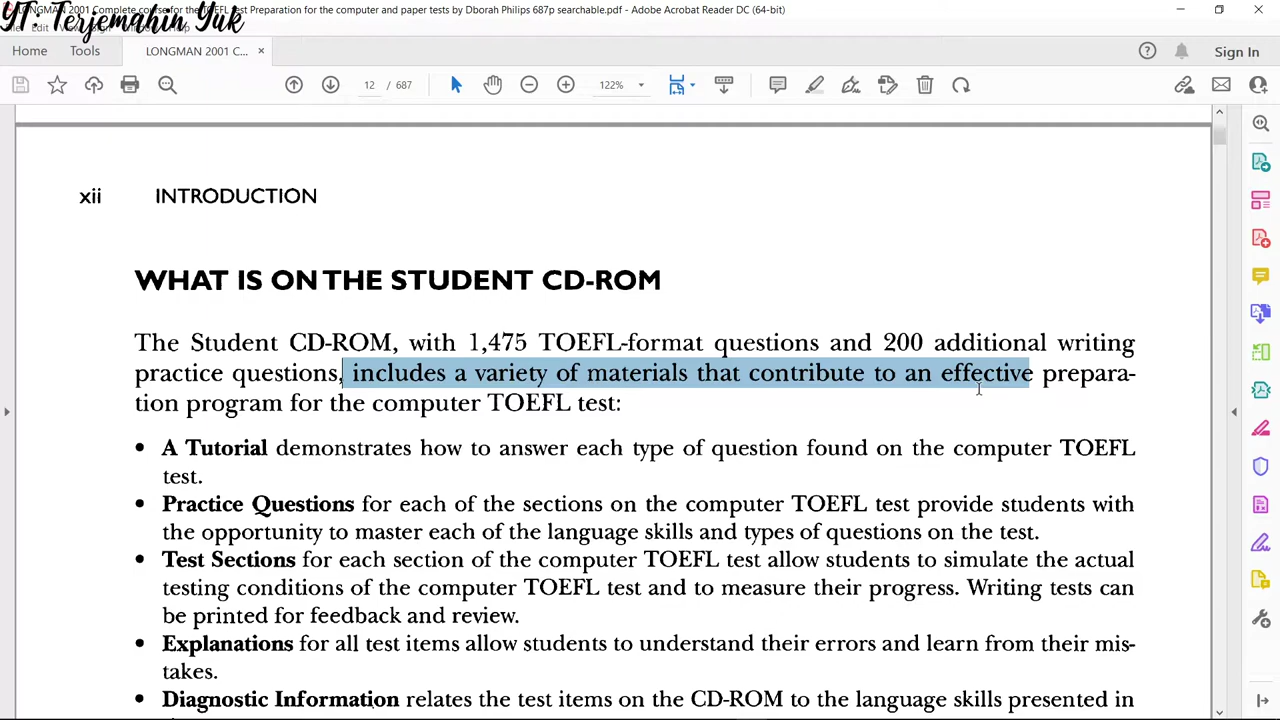 YT: Terjemahin Yuk
LONGMAN 2001 Complete course for the TOEFL test Preparation for the computer and paper tests by Dborah Philips 687p searchable.pdf - Adobe Acrobat Reader DC (64-bit)
Home Tools LONGMAN 2001 C... × Sign In
12 / 687 122%
xii INTRODUCTION
WHAT IS ON THE STUDENT CD-ROM
The Student CD-ROM, with 1,475 TOEFL-format questions and 200 additional writing
practice questions, includes a variety of materials that contribute to an effective prepara-
tion program for the computer TOEFL test:
• A Tutorial demonstrates how to answer each type of question found on the computer TOEFL
test.
• Practice Questions for each of the sections on the computer TOEFL test provide students with
the opportunity to master each of the language skills and types of questions on the test.
• Test Sections for each section of the computer TOEFL test allow students to simulate the actual
testing conditions of the computer TOEFL test and to measure their progress. Writing tests can
be printed for feedback and review.
• Explanations for all test items allow students to understand their errors and learn from their mis-
takes.
• Diagnostic Information relates the test items on the CD-ROM to the language skills presented in